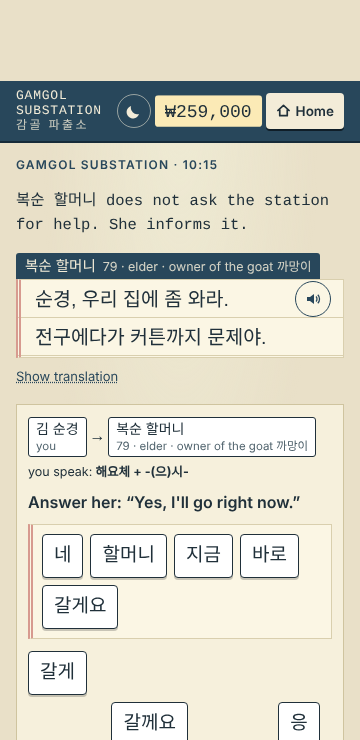 GAMGOL
SUBSTATION
감골 파출소
₩259,000
Home
GAMGOL SUBSTATION · 10:15
복순 할머니 does not ask the station
for help. She informs it.
복순 할머니 79 · elder · owner of the goat 까망이
순경, 우리 집에 좀 와라.
전구에다가 커튼까지 문제야.
Show translation
김 순경
you
→
복순 할머니
79 · elder · owner of the goat 까망이
you speak: 해요체 + -(으)시-
Answer her: “Yes, I'll go right now.”
네 할머니 지금 바로
갈게요
갈게
갈께요 응